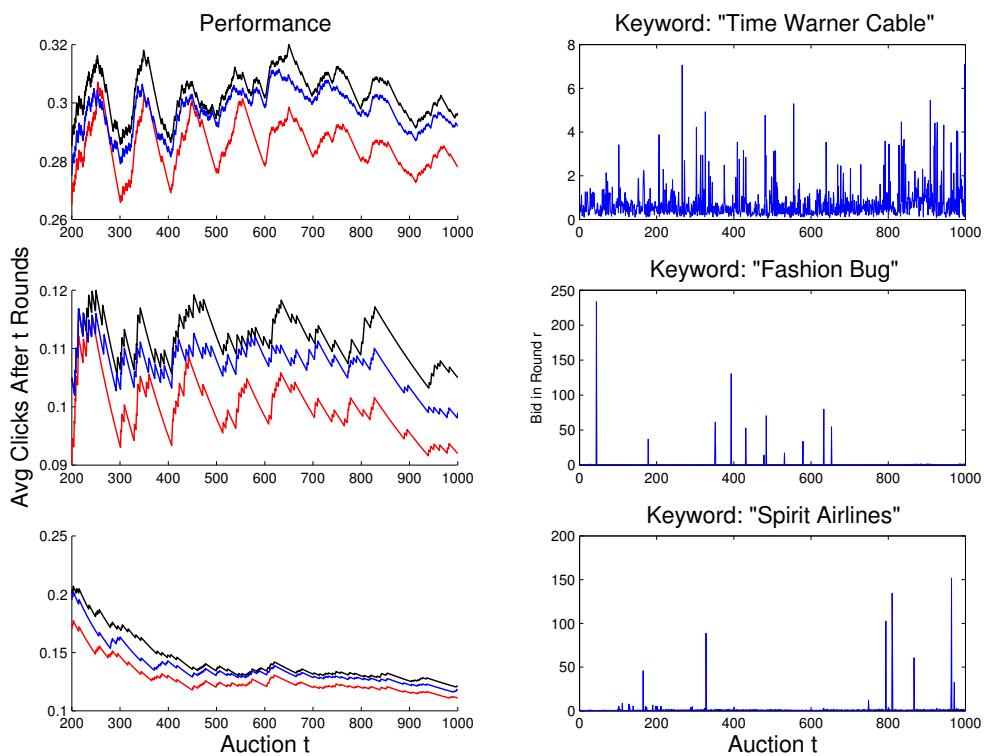 Performance
0.32
0.3
0.28
0.26
200 300 400 500 600 700 800 900 1000
Keyword: "Time Warner Cable"
8
6
4
2
0
0 200 400 600 800 1000
Avg Clicks After t Rounds
0.12
0.11
0.1
0.09
200 300 400 500 600 700 800 900 1000
Keyword: "Fashion Bug"
Bid in Round r
250
200
150
100
50
0
0 200 400 600 800 1000
0.25
0.2
0.15
0.1
200 300 400 500 600 700 800 900 1000
Auction t
Keyword: "Spirit Airlines"
200
150
100
50
0
0 200 400 600 800 1000
Auction t